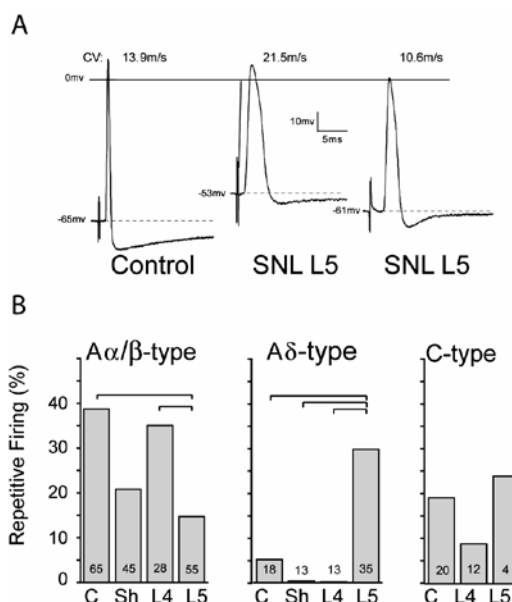 A
CV: 13.9m/s 21.5m/s 10.6m/s
0mv
10mv
5ms
-53mv
-65mv
-61mv
Control SNL L5 SNL L5
B
Aα/β-type Aδ-type C-type
Repetitive Firing (%)
40
30
20
10
0
65 45 28 55 18 13 13 35 20 12 4
C Sh L4 L5 C Sh L4 L5 C L4 L5